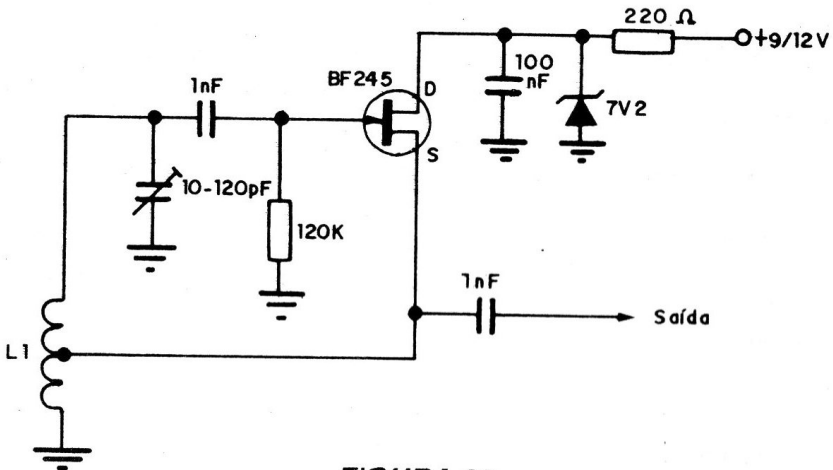 220 Ω
+9/12V
100
nF
BF245
D
1nF
7V2
S
10-120pF
120K
1nF
Saída
L1